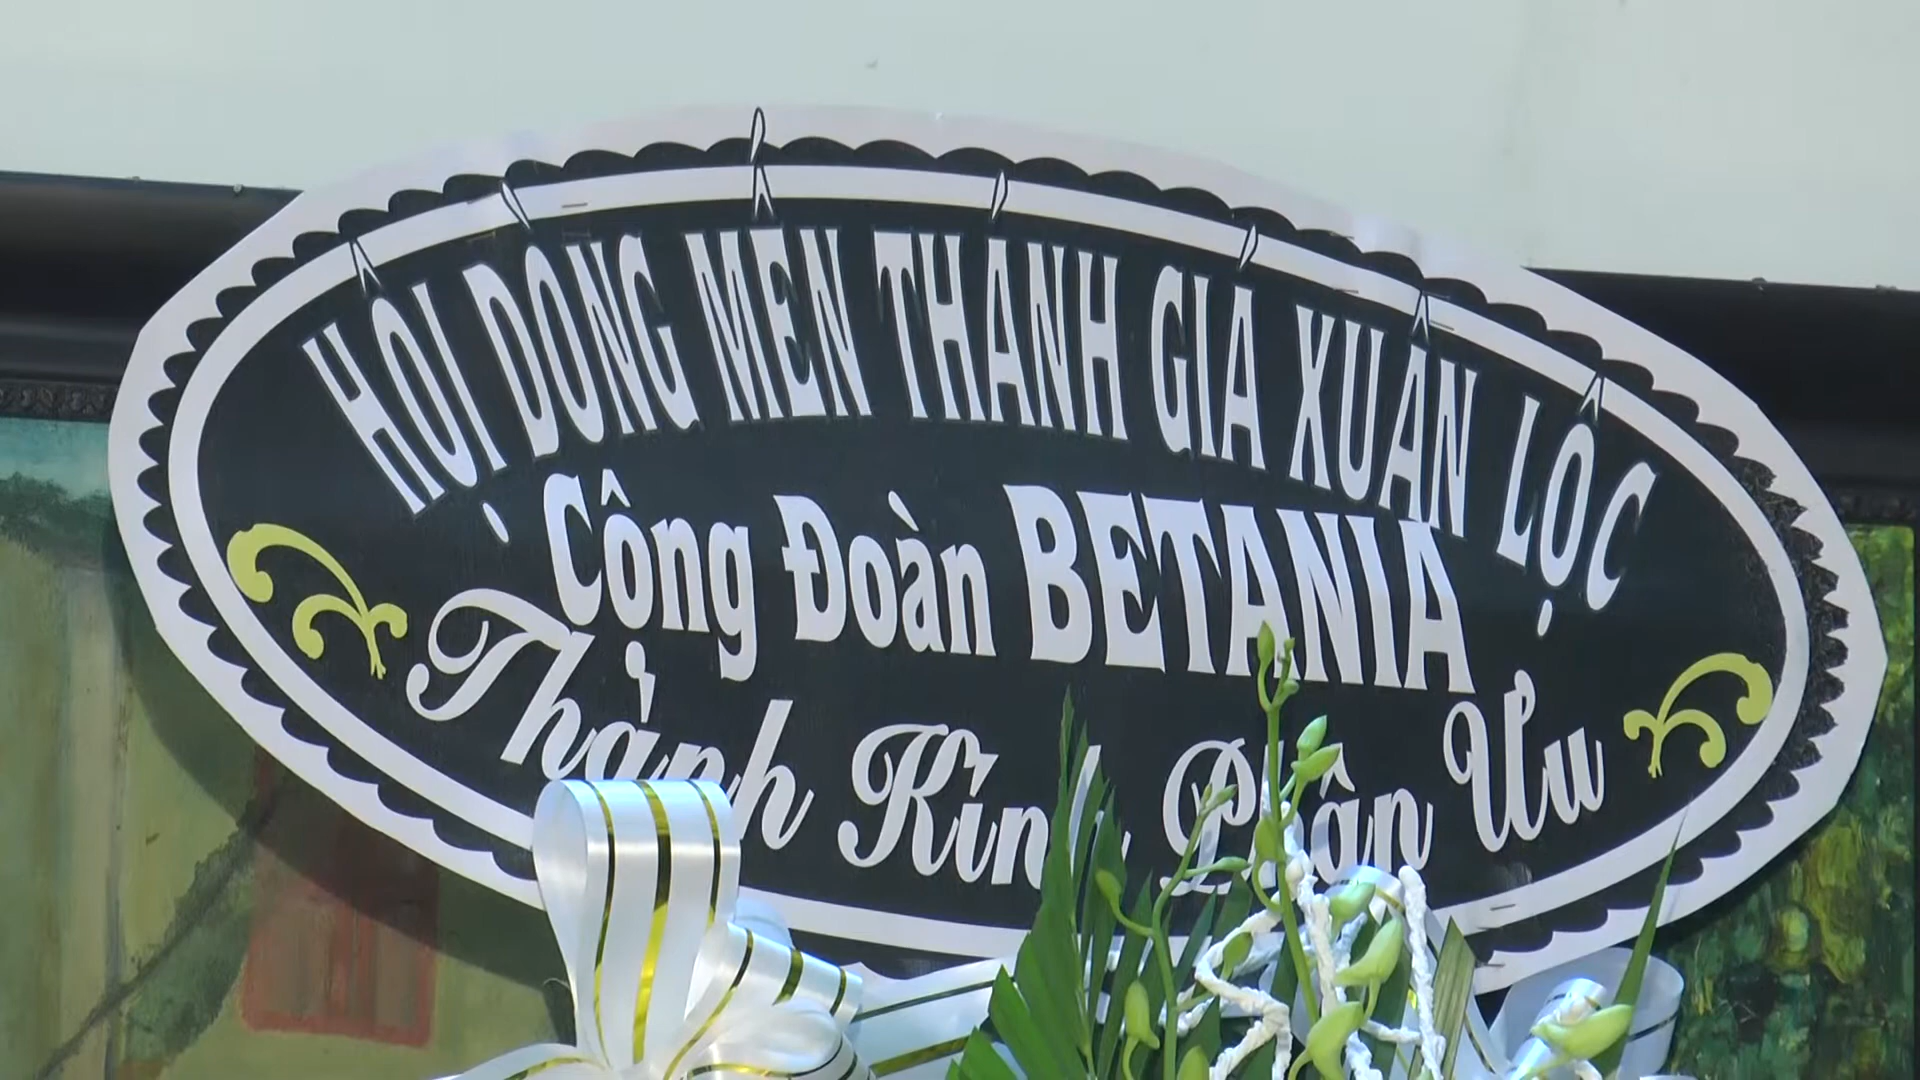 HỘI DÒNG MẾN THÁNH GIÁ XUÂN LỘC
Cộng Đoàn BETANIA
Thành Kính Phân Ưu